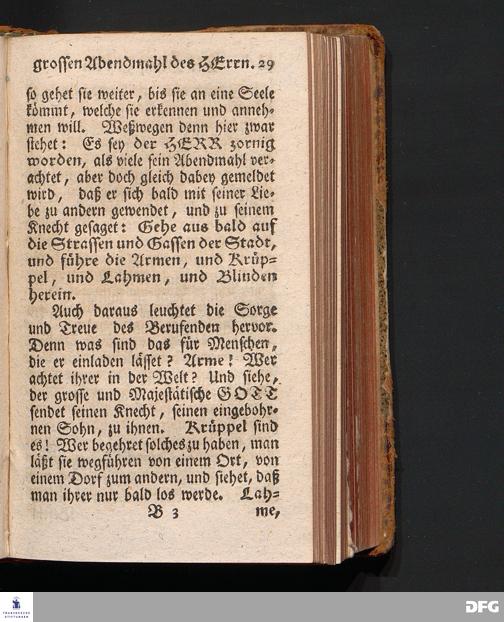 grossen Abendmahl des HErrn. 29
so gehet sie weiter, bis sie an eine Seele
kömmt, welche sie erkennen und anneh-
men will. Weßwegen denn hier zwar
stehet: Es sey der HERR zornig
worden, als viele sein Abendmahl ver-
achtet, aber doch gleich dabey gemeldet
wird, daß er sich bald mit seiner Lie-
be zu andern gewendet, und zu seinem
Knecht gesaget: Gehe aus bald auf
die Strassen und Gassen der Stadt,
und führe die Armen, und Krüp-
pel, und Lahmen, und Blinden
herein.
Auch daraus leuchtet die Sorge
und Treue des Berufenden hervor.
Denn was sind das für Menschen,
die er einladen lässet? Arme! Wer
achtet ihrer in der Welt? Und siehe,
der grosse und Majestätische GOTT
sendet seinen Knecht, seinen eingebohr-
nen Sohn, zu ihnen. Krüppel sind
es! Wer begehret solches zu haben, man
läßt sie wegführen von einem Ort, von
einem Dorf zum andern, und siehet, daß
man ihrer nur bald los werde. Lah-
B 3 me,
FRANCKESCHE
STIFTUNGEN
DFG